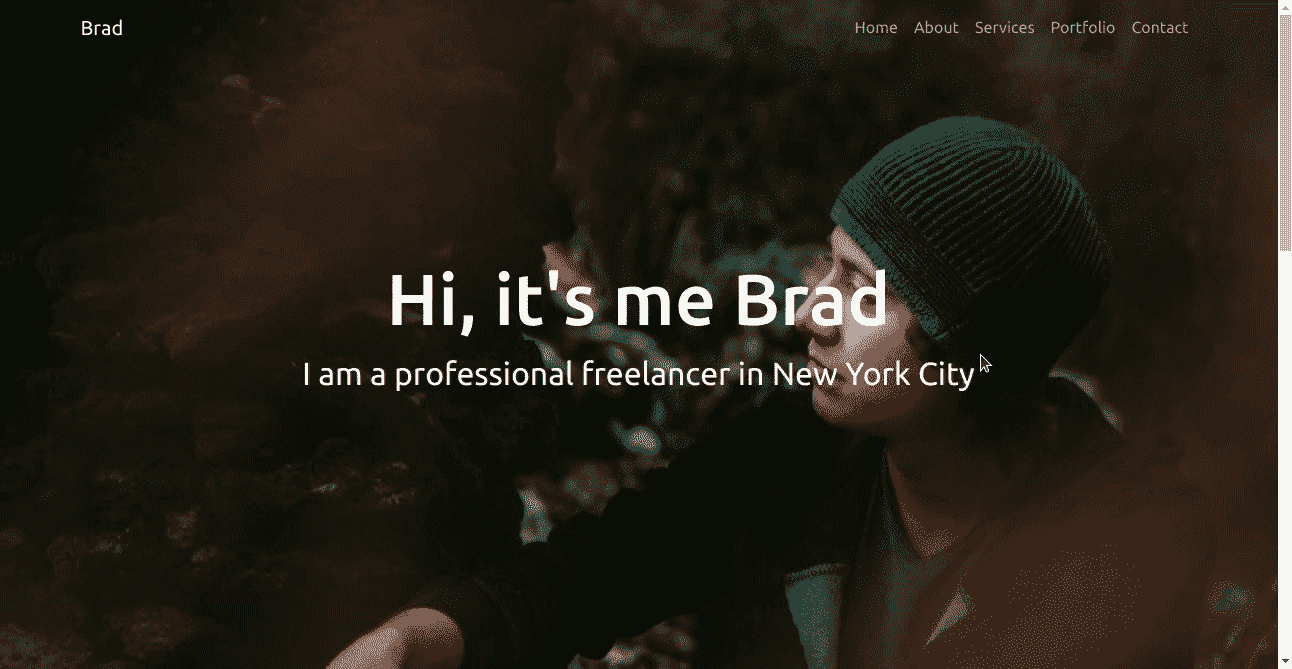 Brad
Home About Services Portfolio Contact
Hi, it's me Brad
I am a professional freelancer in New York City